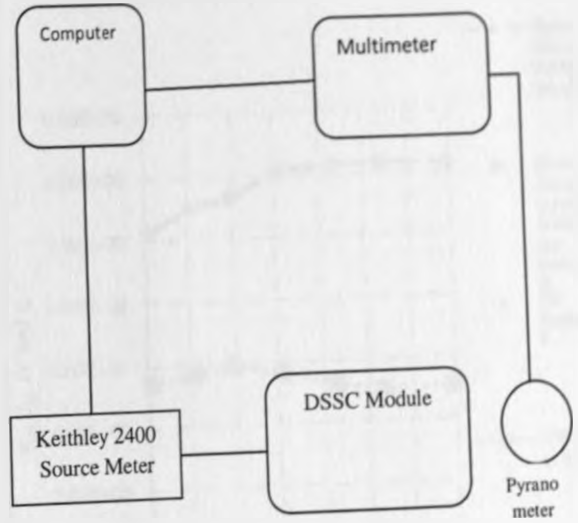 Computer
Multimeter
Keithley 2400
Source Meter
DSSC Module
Pyrano
meter